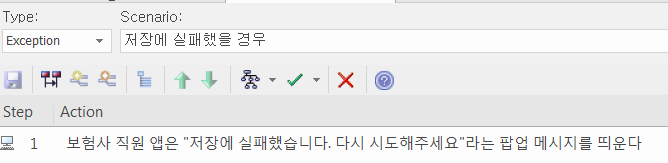 Type: Scenario:
Exception 저장에 실패했을 경우
Step Action
1 보험사 직원 앱은 "저장에 실패했습니다. 다시 시도해주세요"라는 팝업 메시지를 띄운다